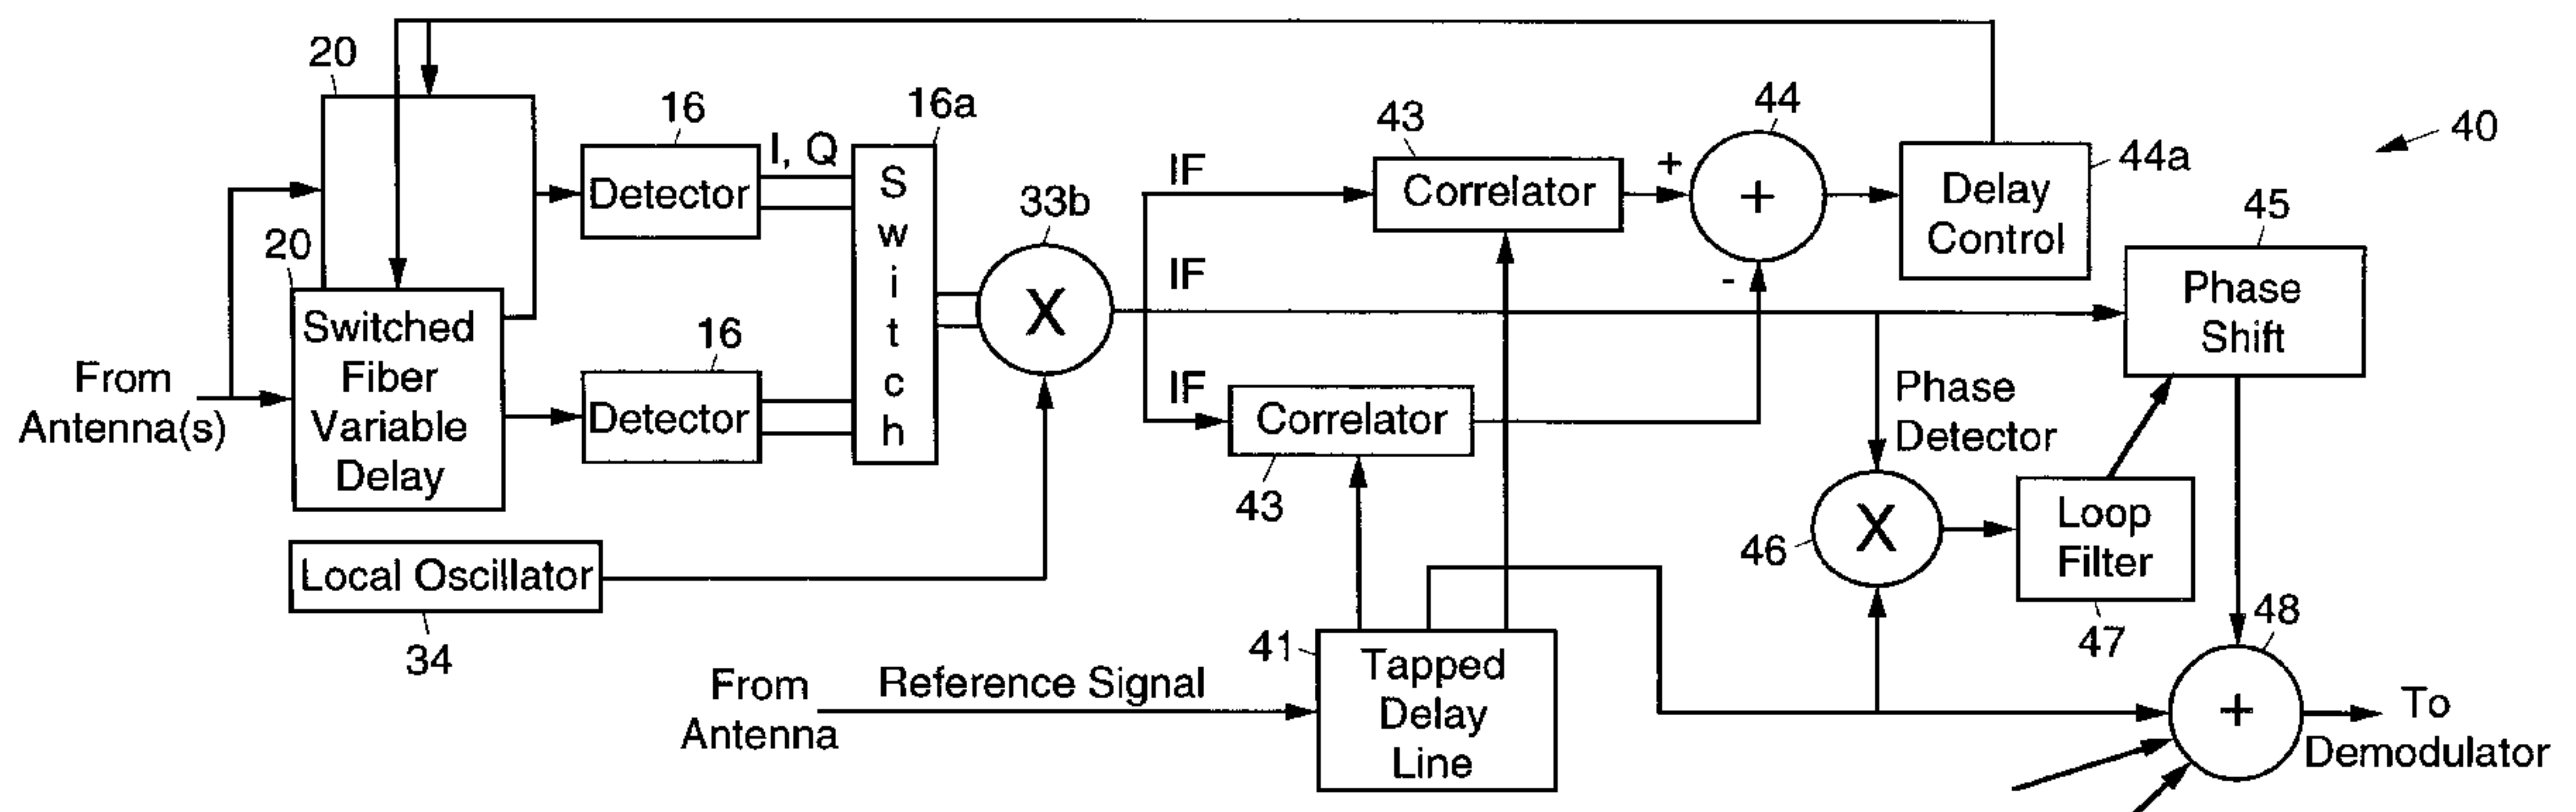 20
16
I, Q
16a
Detector
Switch
33b
20
Switched
Fiber
Variable
Delay
16
Detector
From
Antenna(s)
Local Oscillator
34
X
IF
IF
IF
43
Correlator
Correlator
43
+
-
44
+
Delay
Control
44a
40
45
Phase
Shift
Phase
Detector
46
X
Loop
Filter
47
From
Antenna
Reference Signal
41
Tapped
Delay
Line
48
+
To
Demodulator